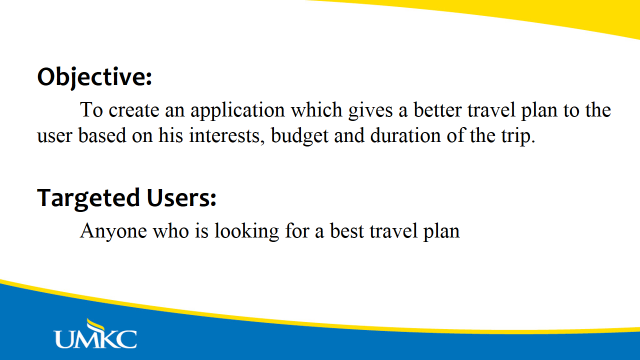 Objective:
To create an application which gives a better travel plan to the
user based on his interests, budget and duration of the trip.
Targeted Users:
Anyone who is looking for a best travel plan
UMKC